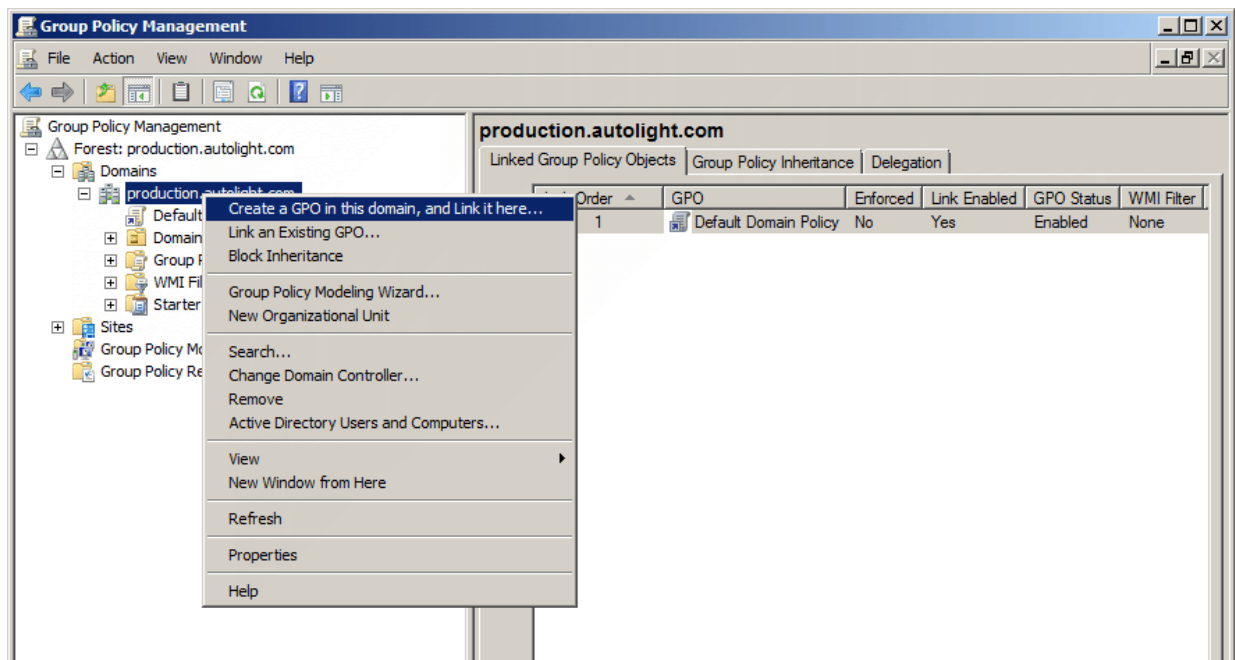 Group Policy Management
File Action View Window Help
Group Policy Management
Forest: production.autolight.com
Domains
production.autolight.com
Default
Domain
Group
WMI
Starter
Sites
Group Policy
Group Policy
Create a GPO in this domain, and Link it here...
Link an Existing GPO...
Block Inheritance
Group Policy Modeling Wizard...
New Organizational Unit
Search...
Change Domain Controller...
Remove
Active Directory Users and Computers...
View
New Window from Here
Refresh
Properties
Help
production.autolight.com
Linked Group Policy Objects Group Policy Inheritance Delegation
Order GPO Enforced Link Enabled GPO Status WMI Filter
1 Default Domain Policy No Yes Enabled None